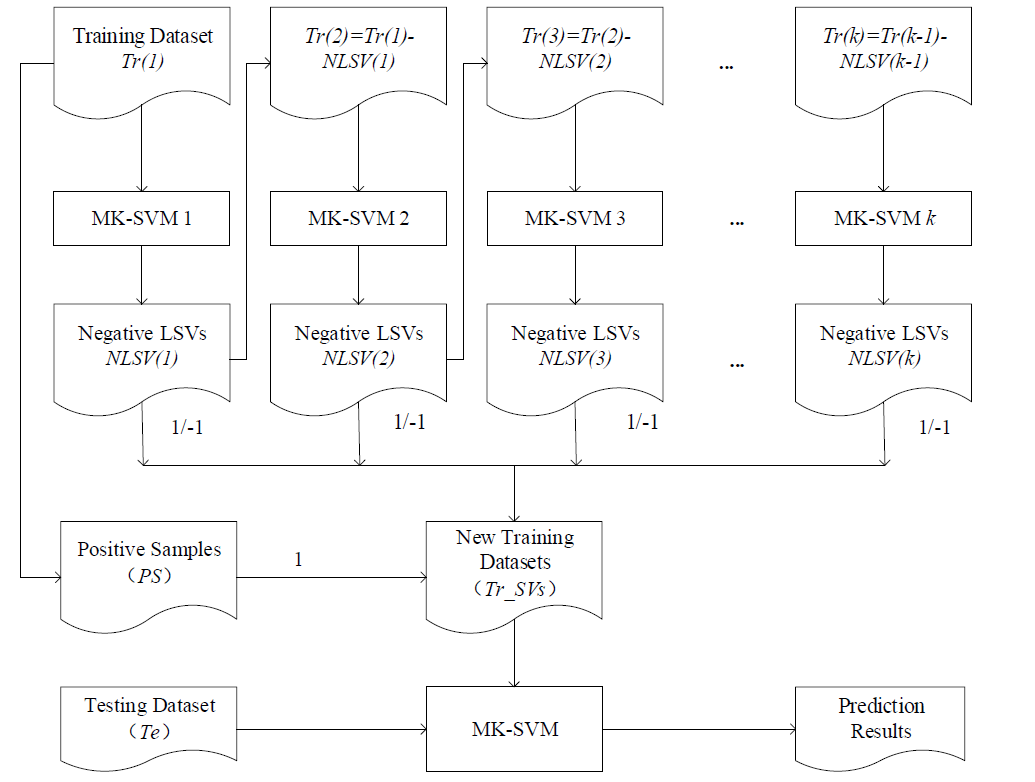 Training Dataset
Tr(1)
Tr(2)=Tr(1)-
NLSV(1)
Tr(3)=Tr(2)-
NLSV(2)
...
Tr(k)=Tr(k-1)-
NLSV(k-1)
MK-SVM 1
MK-SVM 2
MK-SVM 3
...
MK-SVM k
Negative LSVs
NLSV(1)
Negative LSVs
NLSV(2)
Negative LSVs
NLSV(3)
...
Negative LSVs
NLSV(k)
1/-1
1/-1
1/-1
1/-1
Positive Samples
（PS）
1
New Training
Datasets
（Tr_SVs）
Testing Dataset
（Te）
MK-SVM
Prediction
Results